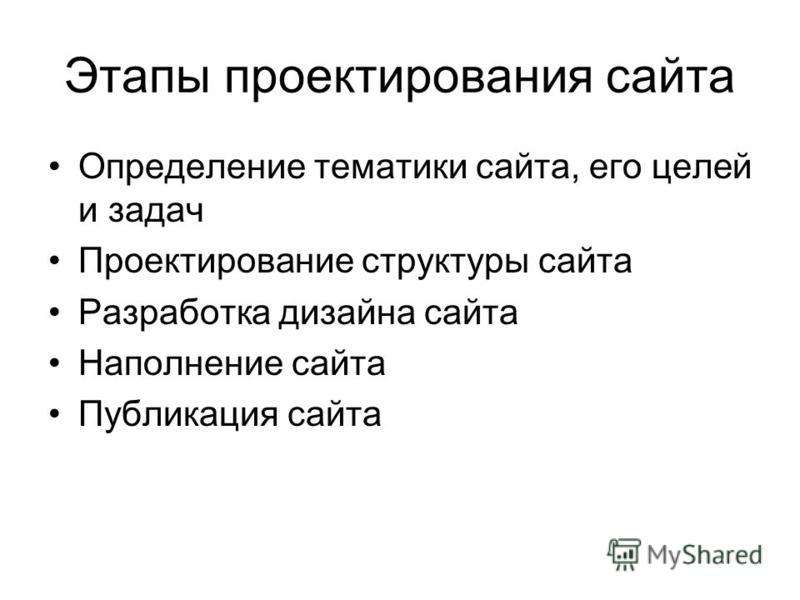 Этапы проектирования сайта
• Определение тематики сайта, его целей
и задач
• Проектирование структуры сайта
• Разработка дизайна сайта
• Наполнение сайта
• Публикация сайта
MyShared